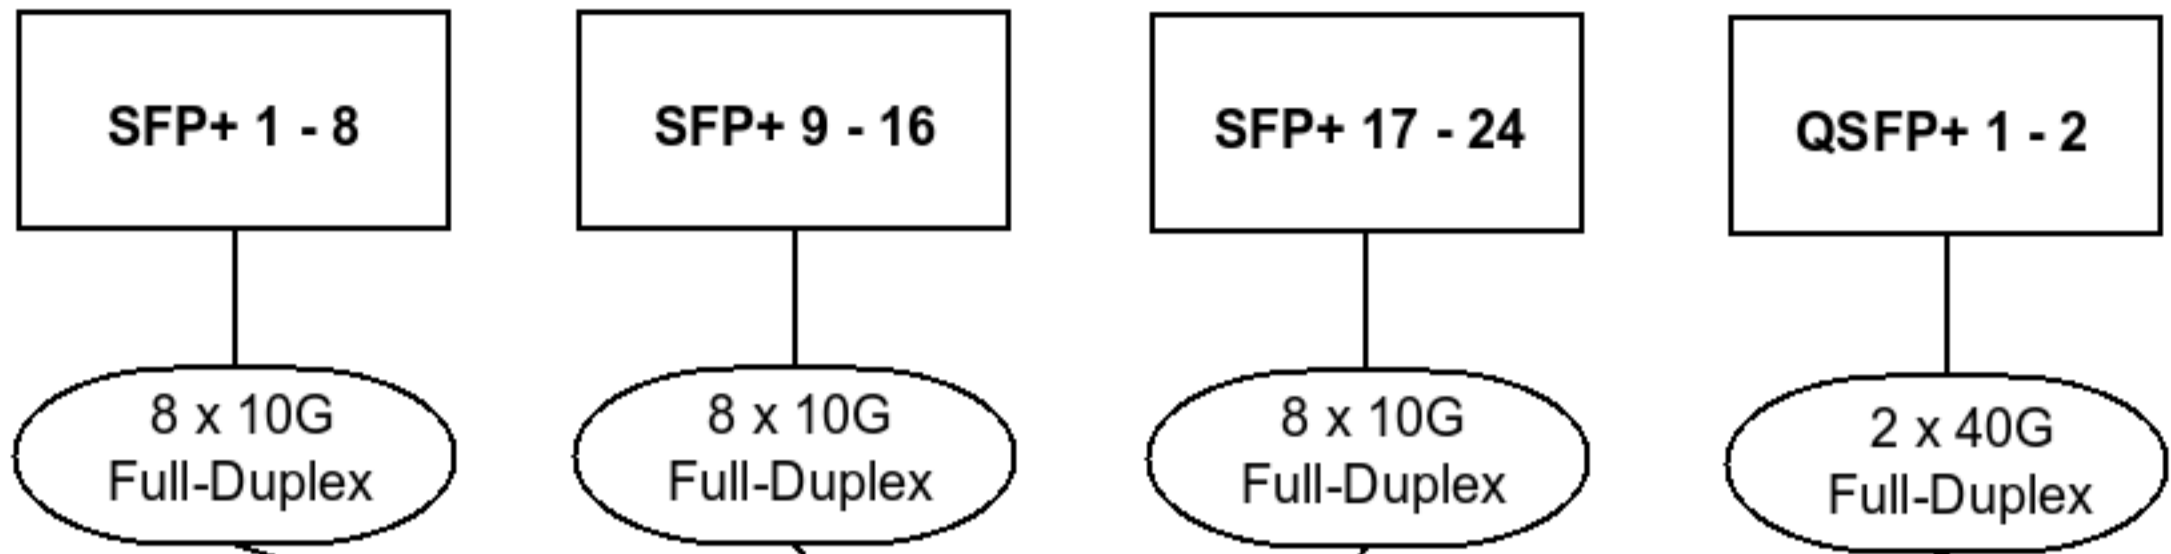 SFP+ 1 - 8
SFP+ 9 - 16
SFP+ 17 - 24
QSFP+ 1 - 2
8 x 10G
Full-Duplex
8 x 10G
Full-Duplex
8 x 10G
Full-Duplex
2 x 40G
Full-Duplex